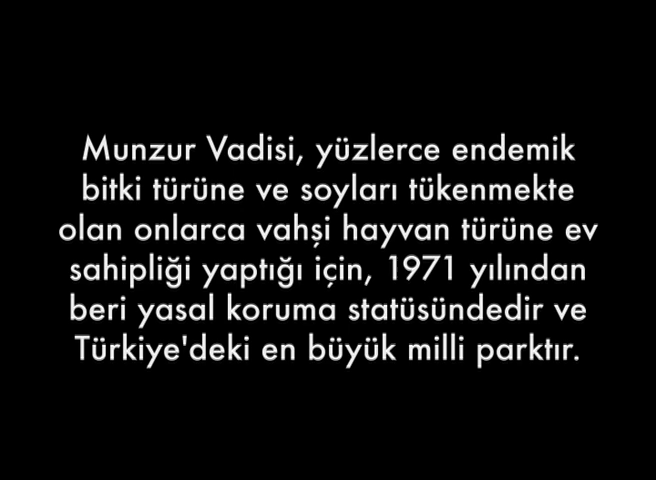 Munzur Vadisi, yüzlerce endemik
bitki türüne ve soyları tükenmekte
olan onlarca vahşi hayvan türüne ev
sahipliği yaptığı için, 1971 yılından
beri yasal koruma statüsündedir ve
Türkiye'deki en büyük milli parktır.